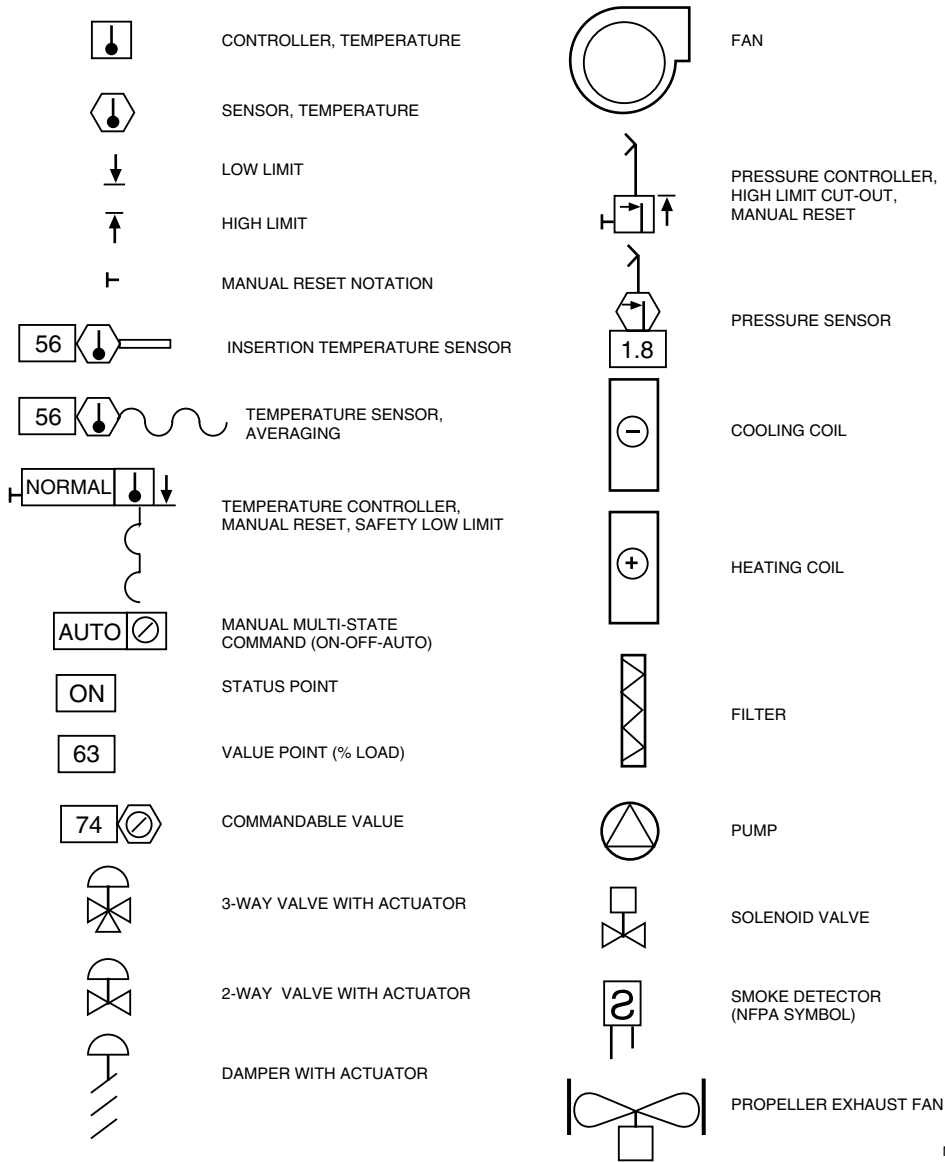 CONTROLLER, TEMPERATURE
SENSOR, TEMPERATURE
LOW LIMIT
HIGH LIMIT
MANUAL RESET NOTATION
56
INSERTION TEMPERATURE SENSOR
56
TEMPERATURE SENSOR,
AVERAGING
NORMAL
TEMPERATURE CONTROLLER,
MANUAL RESET, SAFETY LOW LIMIT
AUTO
MANUAL MULTI-STATE
COMMAND (ON-OFF-AUTO)
ON
STATUS POINT
63
VALUE POINT (% LOAD)
74
COMMANDABLE VALUE
3-WAY VALVE WITH ACTUATOR
2-WAY VALVE WITH ACTUATOR
DAMPER WITH ACTUATOR
FAN
PRESSURE CONTROLLER,
HIGH LIMIT CUT-OUT,
MANUAL RESET
PRESSURE SENSOR
1.8
COOLING COIL
HEATING COIL
FILTER
PUMP
SOLENOID VALVE
SMOKE DETECTOR
(NFPA SYMBOL)
PROPELLER EXHAUST FAN